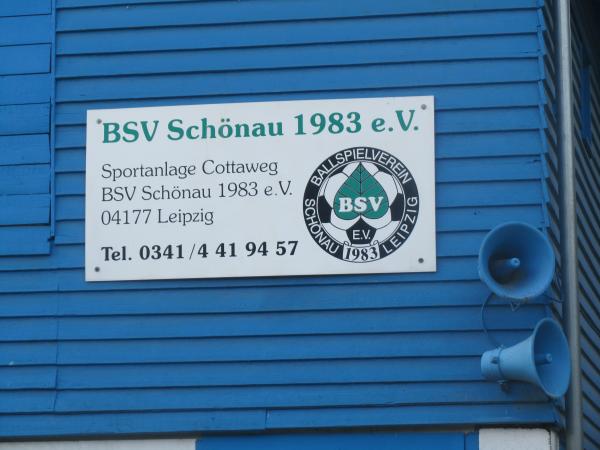 BSV Schönau 1983 e.V.
Sportanlage Cottaweg
BSV Schönau 1983 e.V.
04177 Leipzig
Tel. 0341/4 41 94 57
BALLSPIELVEREIN
SCHÖNAU
LEIPZIG
BSV
E.V.
1983